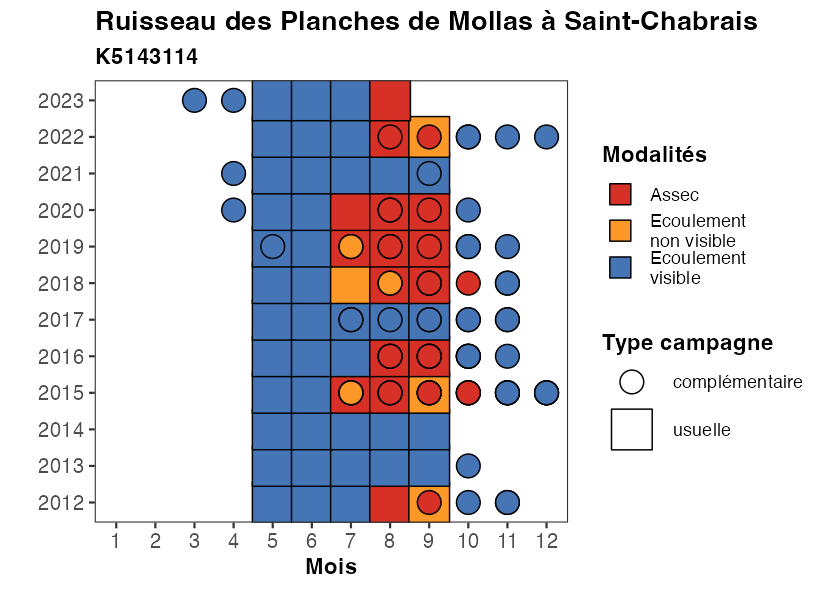 Ruisseau des Planches de Mollas à Saint-Chabrais
K5143114
2023
2022
2021
2020
2019
2018
2017
2016
2015
2014
2013
2012
1 2 3 4 5 6 7 8 9 10 11 12
Mois
Modalités
Assec
Ecoulement
non visible
Ecoulement
visible
Type campagne
complémentaire
usuelle